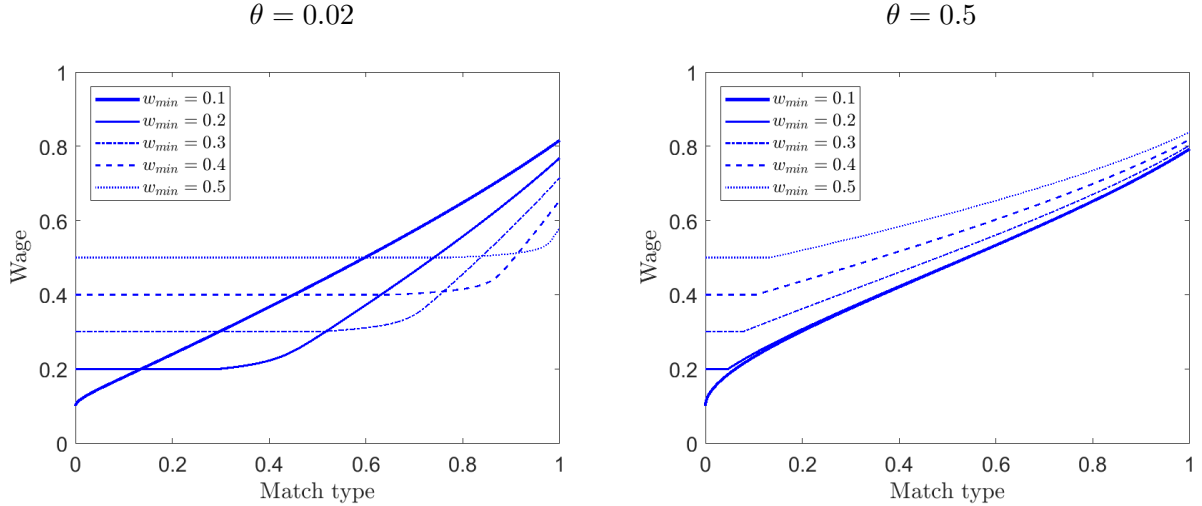 θ = 0.02
1
0.8
0.6
0.4
0.2
0
Wage
w_min = 0.1
w_min = 0.2
w_min = 0.3
w_min = 0.4
w_min = 0.5
0 0.2 0.4 0.6 0.8 1
Match type
θ = 0.5
1
0.8
0.6
0.4
0.2
0
Wage
w_min = 0.1
w_min = 0.2
w_min = 0.3
w_min = 0.4
w_min = 0.5
0 0.2 0.4 0.6 0.8 1
Match type